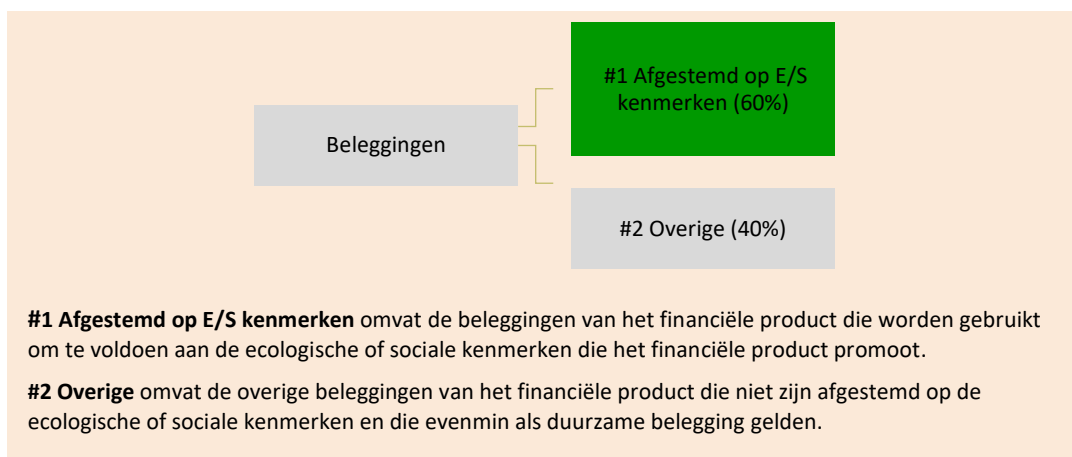 #1 Afgestemd op E/S
kenmerken (60%)
Beleggingen
#2 Overige (40%)
#1 Afgestemd op E/S kenmerken omvat de beleggingen van het financiële product die worden gebruikt
om te voldoen aan de ecologische of sociale kenmerken die het financiële product promoot.
#2 Overige omvat de overige beleggingen van het financiële product die niet zijn afgestemd op de
ecologische of sociale kenmerken en die evenmin als duurzame belegging gelden.